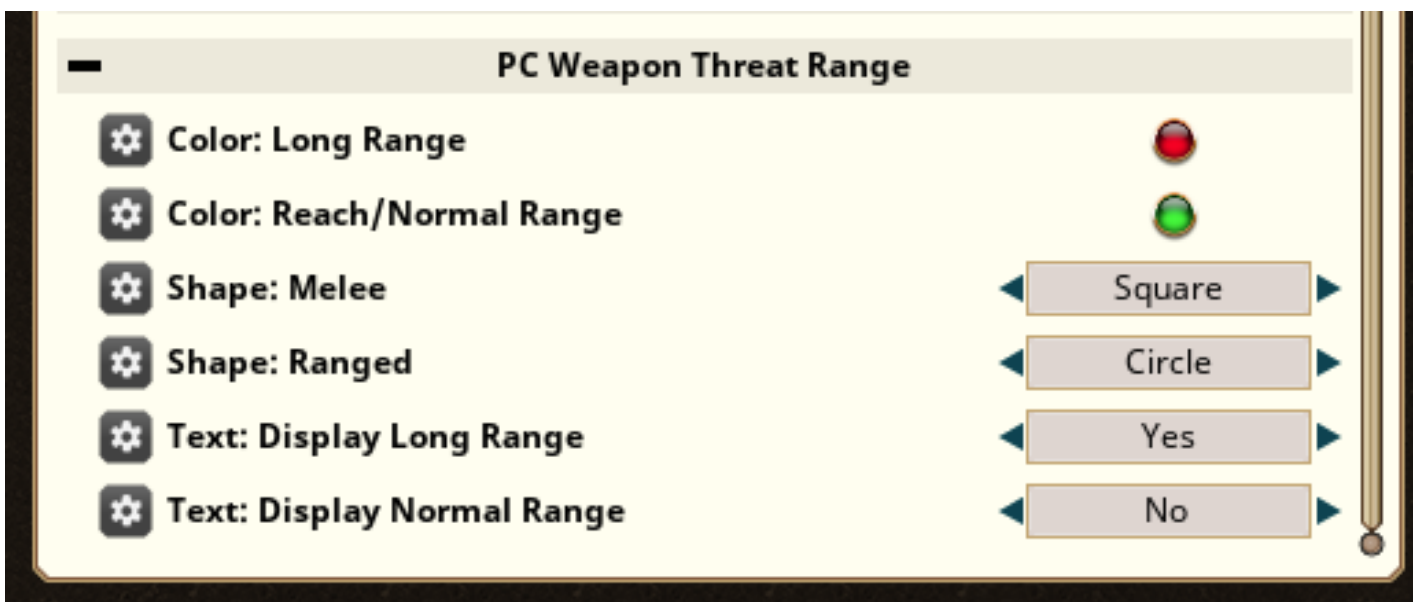 PC Weapon Threat Range
Color: Long Range
Color: Reach/Normal Range
Shape: Melee Square
Shape: Ranged Circle
Text: Display Long Range Yes
Text: Display Normal Range No